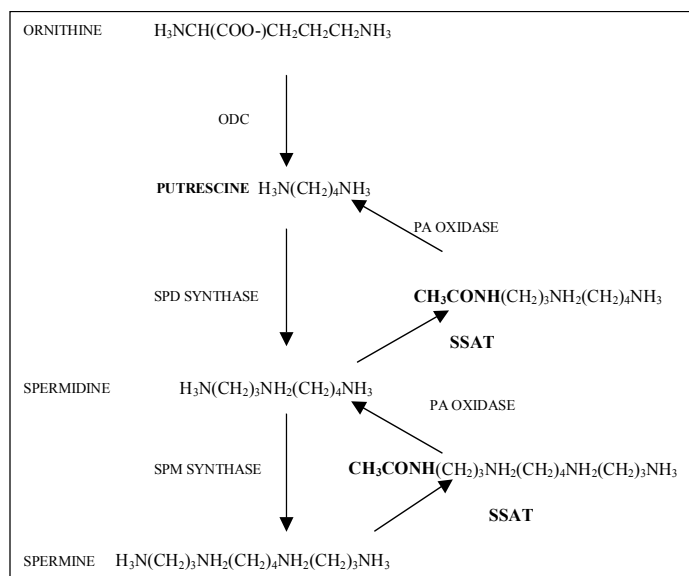 ORNITHINE H₃NCH(COO-)CH₂CH₂CH₂NH₃
ODC
PUTRESCINE H₃N(CH₂)₄NH₃
PA OXIDASE
SPD SYNTHASE
CH₃CONH(CH₂)₃NH₂(CH₂)₄NH₃
SSAT
SPERMIDINE H₃N(CH₂)₃NH₂(CH₂)₄NH₃
PA OXIDASE
SPM SYNTHASE
CH₃CONH(CH₂)₃NH₂(CH₂)₄NH₂(CH₂)₃NH₃
SSAT
SPERMINE H₃N(CH₂)₃NH₂(CH₂)₄NH₂(CH₂)₃NH₃